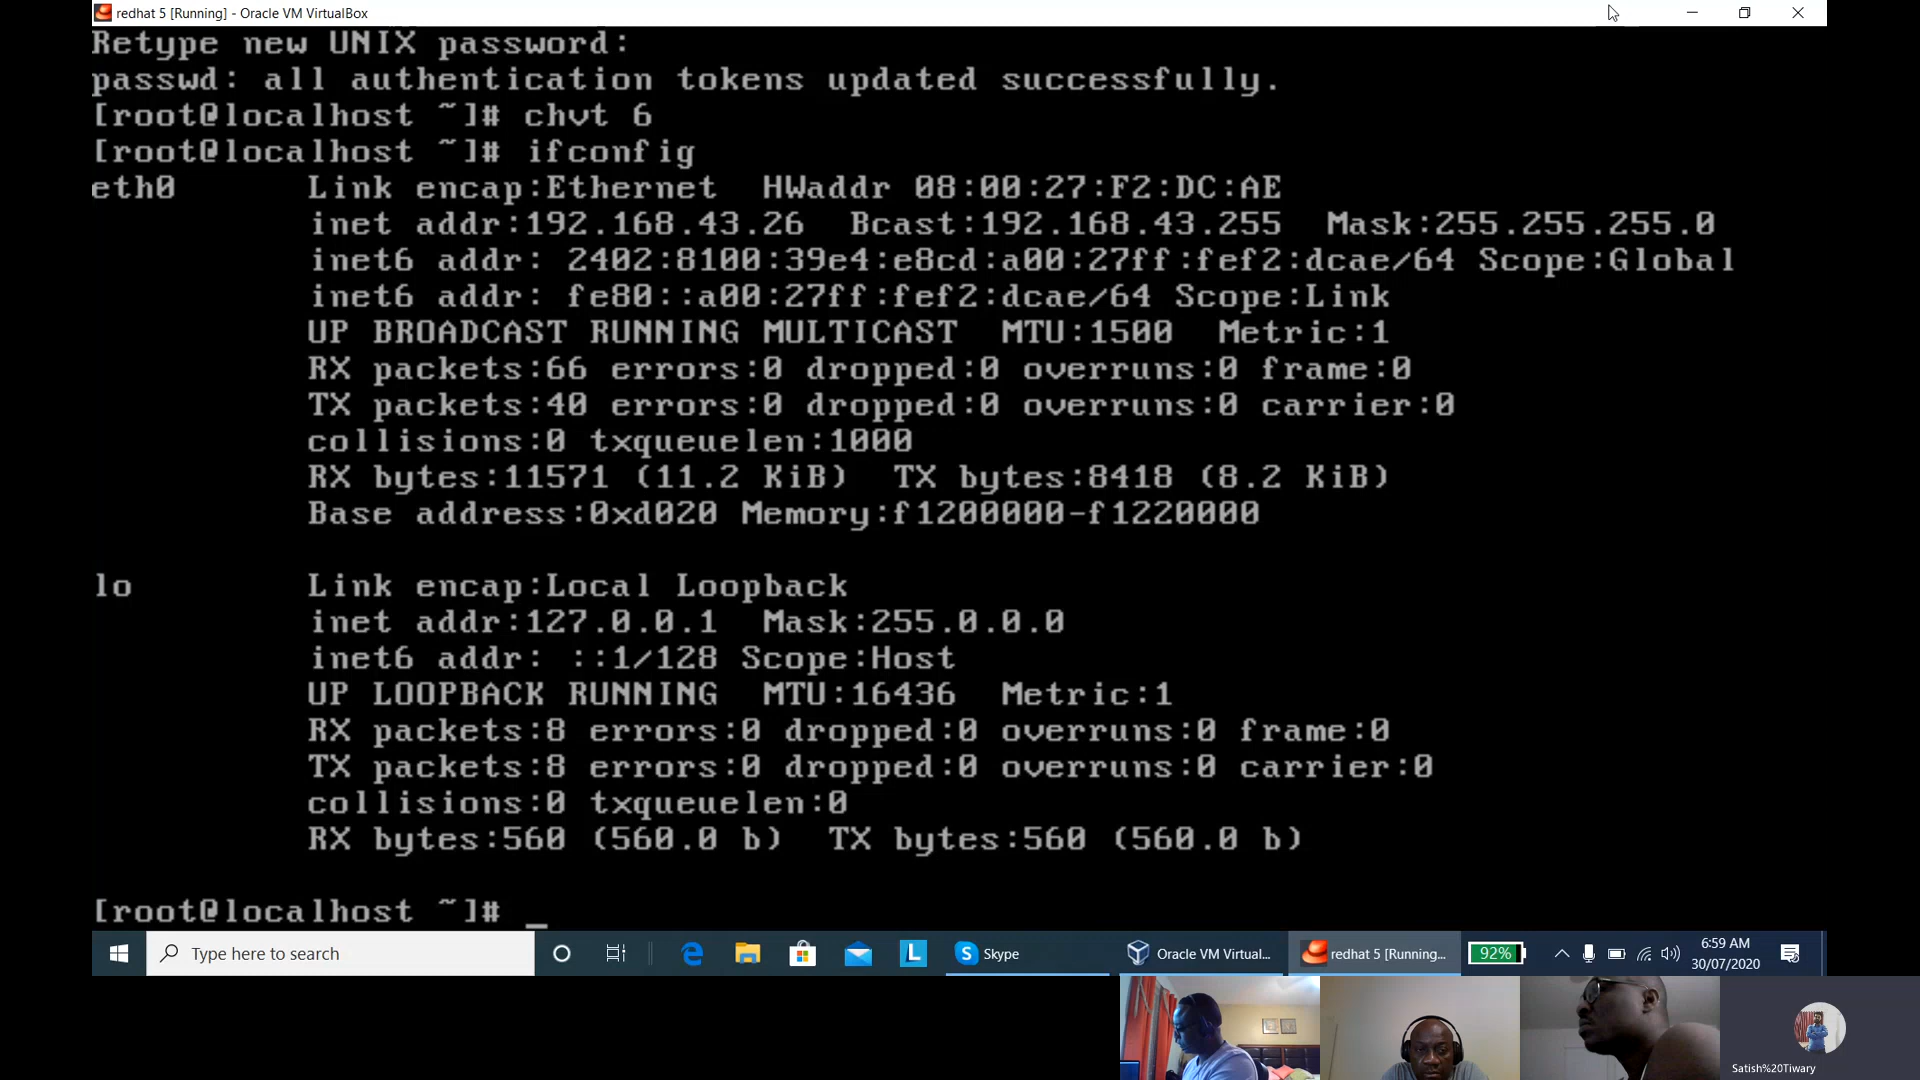 redhat 5 [Running] - Oracle VM VirtualBox
Retype new UNIX password:
passwd: all authentication tokens updated successfully.
[root@localhost ~]# chvt 6
[root@localhost ~]# ifconfig
eth0 Link encap:Ethernet HWaddr 08:00:27:F2:DC:AE
inet addr:192.168.43.26 Bcast:192.168.43.255 Mask:255.255.255.0
inet6 addr: 2402:8100:39e4:e8cd:a00:27ff:fef2:dcae/64 Scope:Global
inet6 addr: fe80::a00:27ff:fef2:dcae/64 Scope:Link
UP BROADCAST RUNNING MULTICAST MTU:1500 Metric:1
RX packets:66 errors:0 dropped:0 overruns:0 frame:0
TX packets:40 errors:0 dropped:0 overruns:0 carrier:0
collisions:0 txqueuelen:1000
RX bytes:11571 (11.2 KiB) TX bytes:8418 (8.2 KiB)
Base address:0xd020 Memory:f1200000-f1220000
lo Link encap:Local Loopback
inet addr:127.0.0.1 Mask:255.0.0.0
inet6 addr: ::1/128 Scope:Host
UP LOOPBACK RUNNING MTU:16436 Metric:1
RX packets:8 errors:0 dropped:0 overruns:0 frame:0
TX packets:8 errors:0 dropped:0 overruns:0 carrier:0
collisions:0 txqueuelen:0
RX bytes:560 (560.0 b) TX bytes:560 (560.0 b)
[root@localhost ~]# _
Type here to search L Skype Oracle VM Virtual... redhat 5 [Running... 92% 6:59 AM
30/07/2020
Satish%20Tiwary